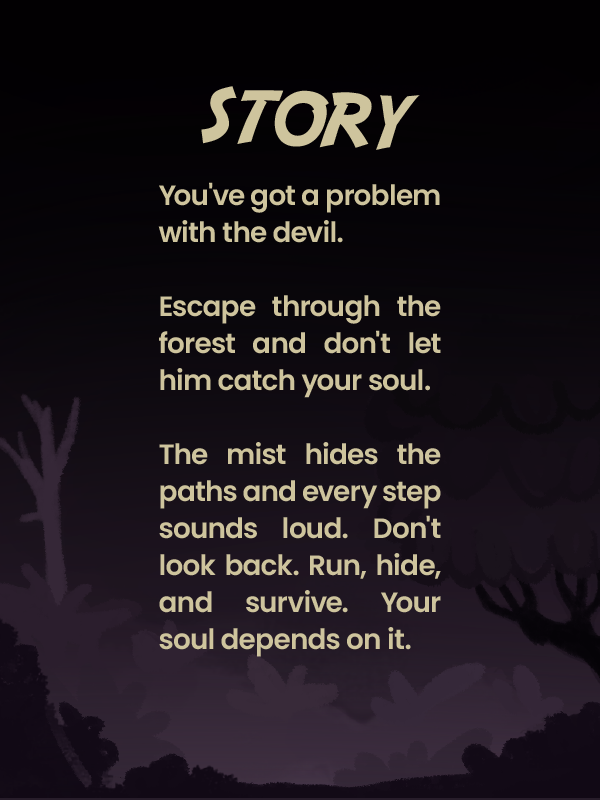 STORY
You've got a problem
with the devil.
Escape through the
forest and don't let
him catch your soul.
The mist hides the
paths and every step
sounds loud. Don't
look back. Run, hide,
and survive. Your
soul depends on it.